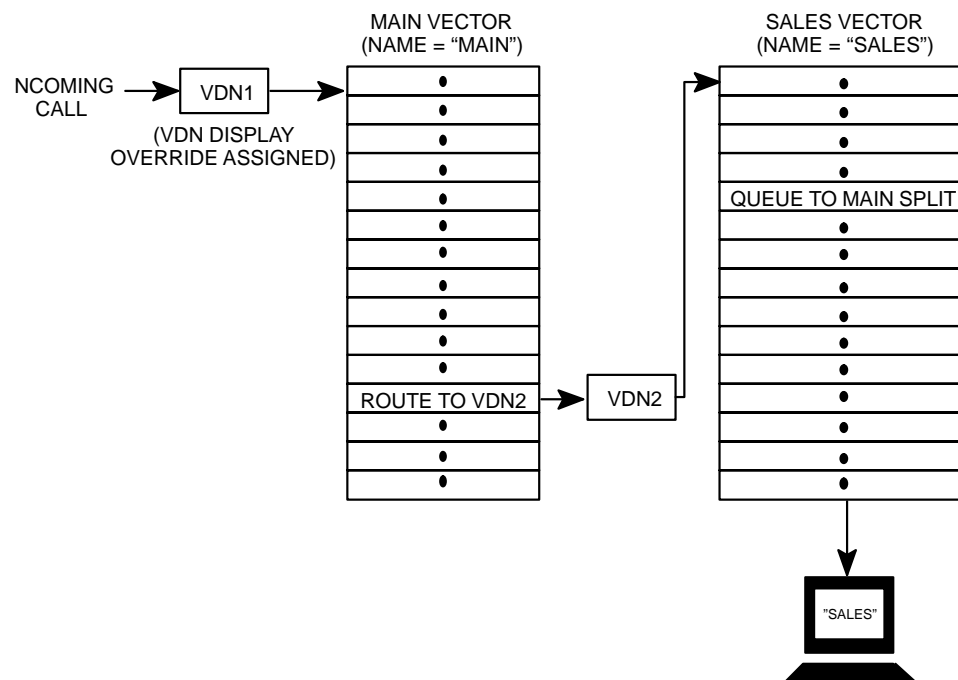 MAIN VECTOR
(NAME = “MAIN”)
SALES VECTOR
(NAME = “SALES”)
NCOMING
CALL
VDN1
(VDN DISPLAY
OVERRIDE ASSIGNED)
QUEUE TO MAIN SPLIT
ROUTE TO VDN2
VDN2
”SALES”